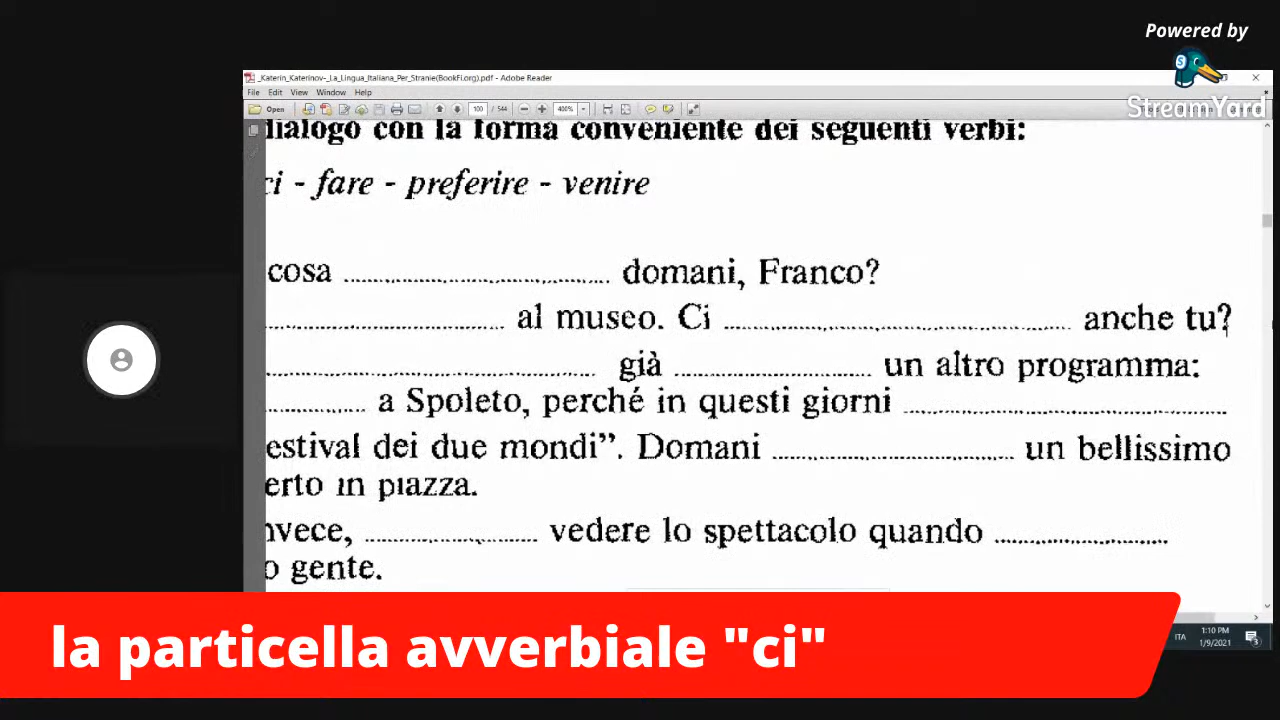 Powered by
StreamYard
_Katerin_Katerinov-_La_Lingua_Italiana_Per_Stranie(BookFi.org).pdf - Adobe Reader
File Edit View Window Help
Open 100 / 544 400%
dialogo con la forma conveniente dei seguenti verbi:
ci - fare - preferire - venire
cosa ........................ domani, Franco?
........................ al museo. Ci ........................ anche tu?
........................ già ................ un altro programma:
............ a Spoleto, perché in questi giorni ........................
estival dei due mondi”. Domani ........................ un bellissimo
erto in piazza.
nvece, ................ vedere lo spettacolo quando ................
o gente.
ITA
1:10 PM
1/9/2021
3
la particella avverbiale "ci"